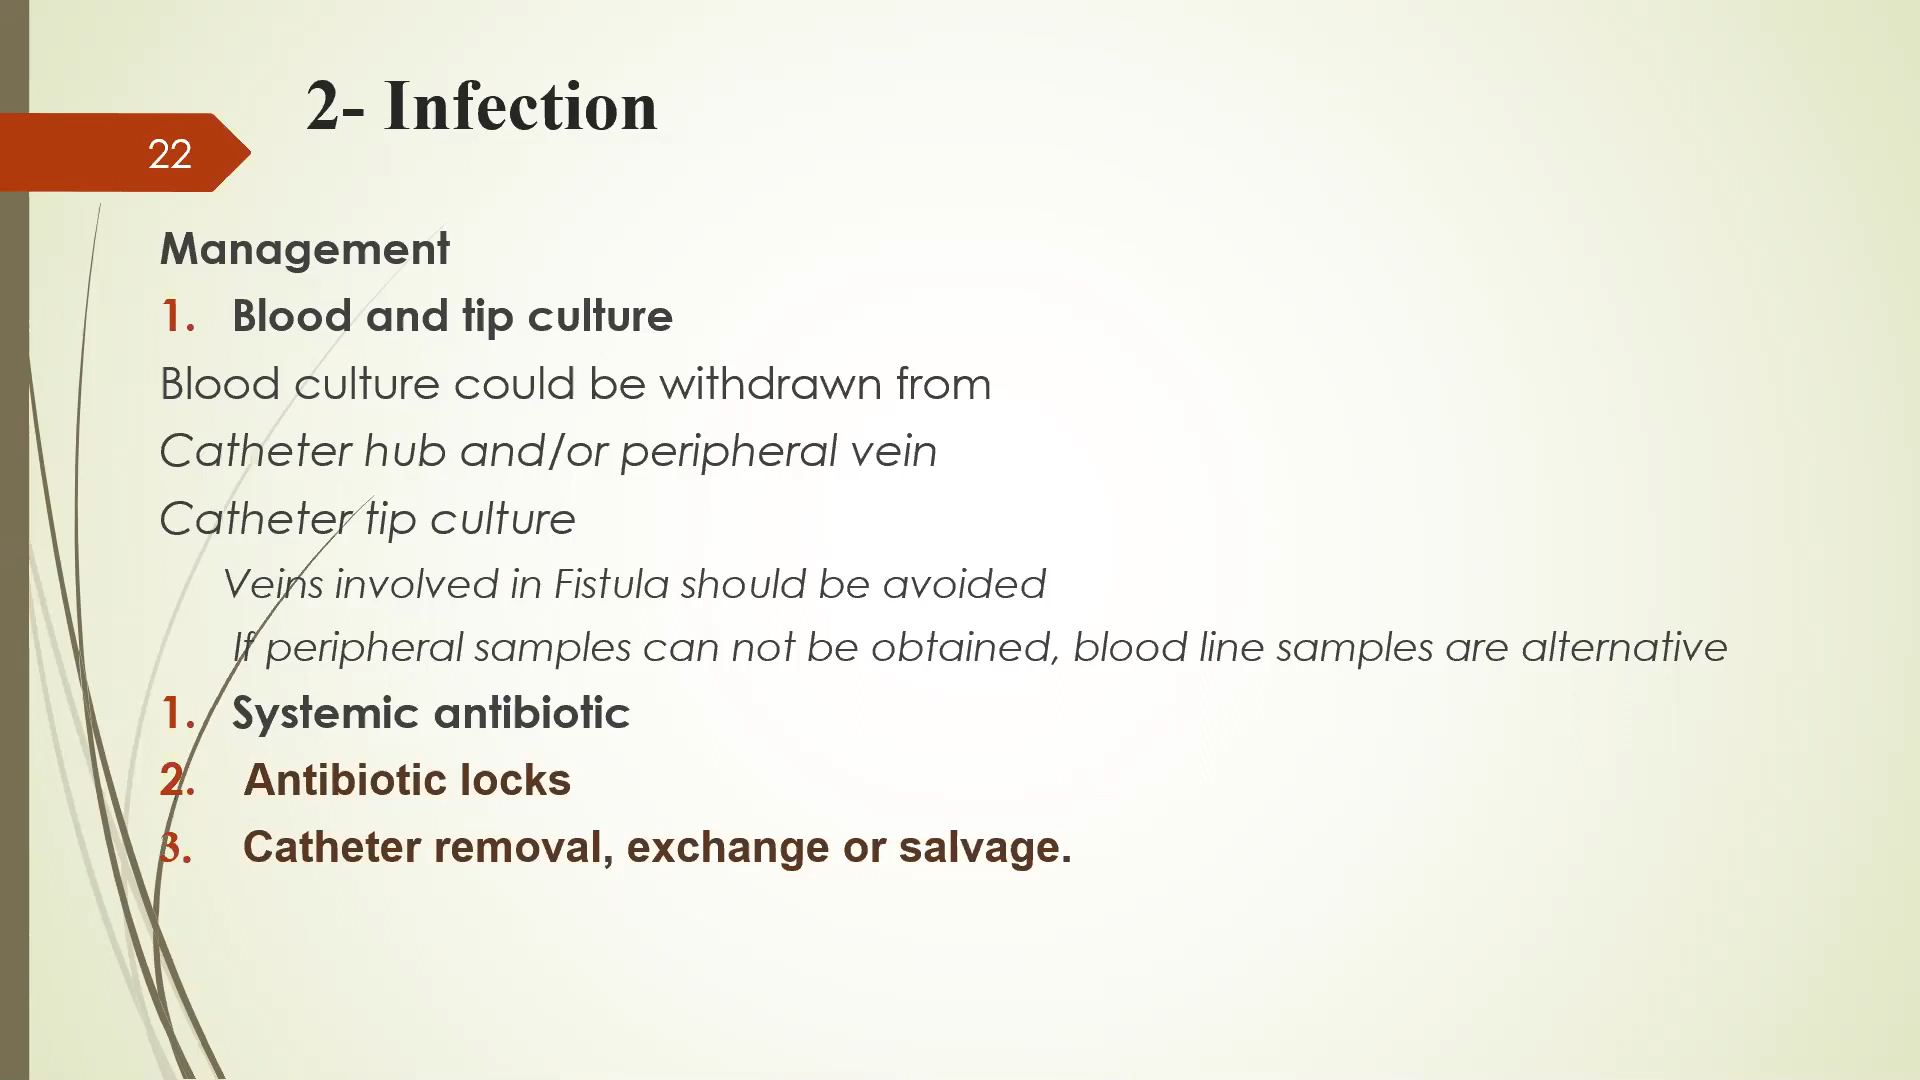 2- Infection
22
Management
1. Blood and tip culture
Blood culture could be withdrawn from
Catheter hub and/or peripheral vein
Catheter tip culture
Veins involved in Fistula should be avoided
If peripheral samples can not be obtained, blood line samples are alternative
1. Systemic antibiotic
2. Antibiotic locks
3. Catheter removal, exchange or salvage.